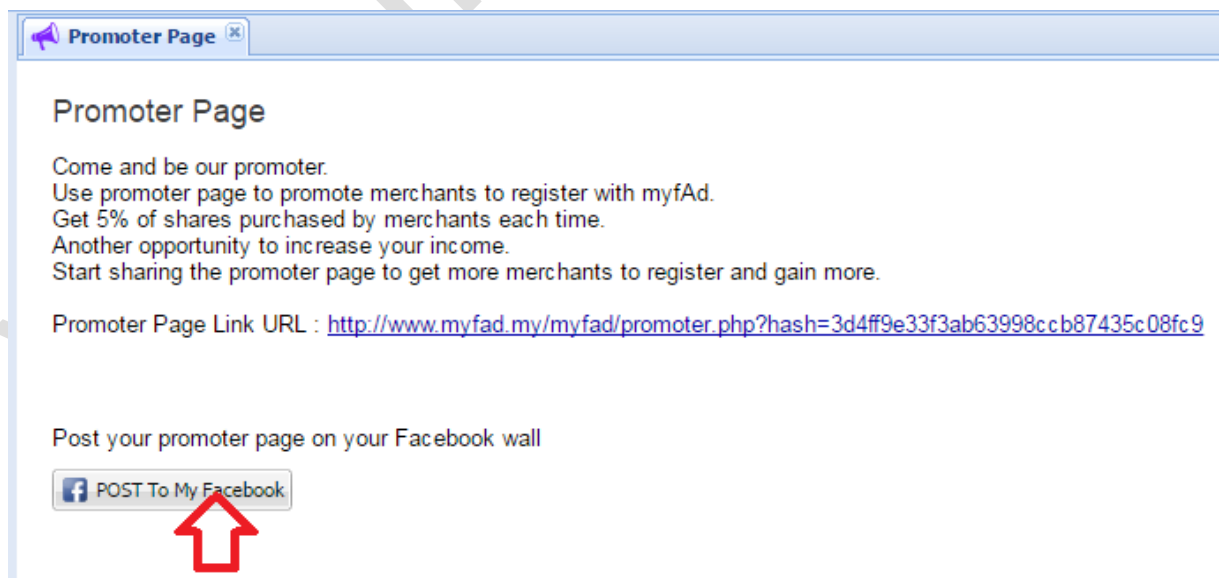 Promoter Page
Promoter Page
Come and be our promoter.
Use promoter page to promote merchants to register with myfAd.
Get 5% of shares purchased by merchants each time.
Another opportunity to increase your income.
Start sharing the promoter page to get more merchants to register and gain more.
Promoter Page Link URL : http://www.myfad.my/myfad/promoter.php?hash=3d4ff9e33f3ab63998ccb87435c08fc9
Post your promoter page on your Facebook wall
POST To My Facebook